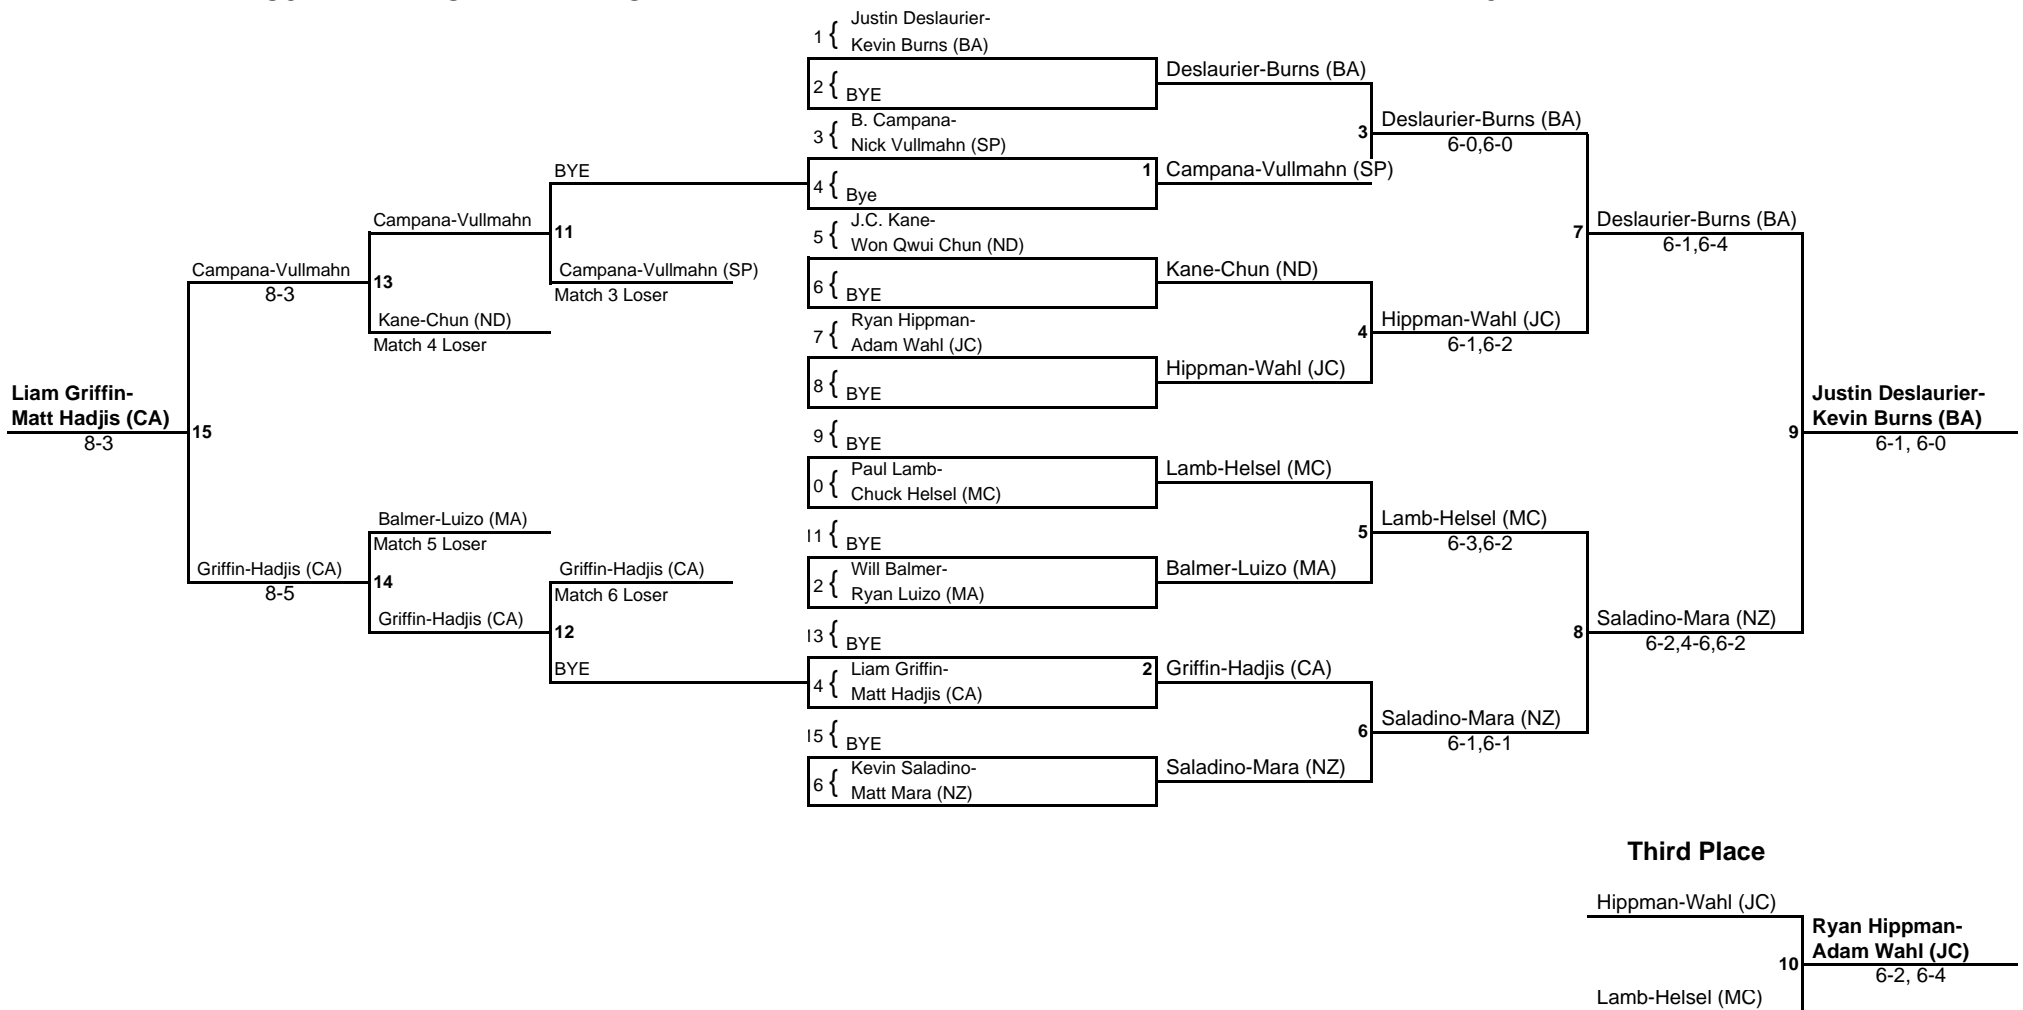 1 { Justin Deslaurier-
Kevin Burns (BA)
2 { BYE
3 { B. Campana-
Nick Vullmahn (SP)
4 { Bye
1
5 { J.C. Kane-
Won Qwui Chun (ND)
6 { BYE
7 { Ryan Hippman-
Adam Wahl (JC)
8 { BYE
9 { BYE
0 { Paul Lamb-
Chuck Helsel (MC)
11 { BYE
2 { Will Balmer-
Ryan Luizo (MA)
13 { BYE
4 { Liam Griffin-
Matt Hadjis (CA)
2
15 { BYE
6 { Kevin Saladino-
Matt Mara (NZ)
Deslaurier-Burns (BA)
3
Campana-Vullmahn (SP)
Kane-Chun (ND)
4
Hippman-Wahl (JC)
Lamb-Helsel (MC)
5
Balmer-Luizo (MA)
Griffin-Hadjis (CA)
6
Saladino-Mara (NZ)
Deslaurier-Burns (BA)
6-0,6-0
7
Hippman-Wahl (JC)
6-1,6-2
Lamb-Helsel (MC)
6-3,6-2
8
Saladino-Mara (NZ)
6-1,6-1
Deslaurier-Burns (BA)
6-1,6-4
9
Saladino-Mara (NZ)
6-2,4-6,6-2
Justin Deslaurier-
Kevin Burns (BA)
6-1, 6-0
BYE
11
Campana-Vullmahn (SP)
Match 3 Loser
Campana-Vullmahn
13
Kane-Chun (ND)
Match 4 Loser
Campana-Vullmahn
8-3
15
Liam Griffin-
Matt Hadjis (CA)
8-3
Balmer-Luizo (MA)
Match 5 Loser
14
Griffin-Hadjis (CA)
8-5
Griffin-Hadjis (CA)
Match 6 Loser
12
Griffin-Hadjis (CA)
BYE
Third Place
Hippman-Wahl (JC)
10
Lamb-Helsel (MC)
Ryan Hippman-
Adam Wahl (JC)
6-2, 6-4